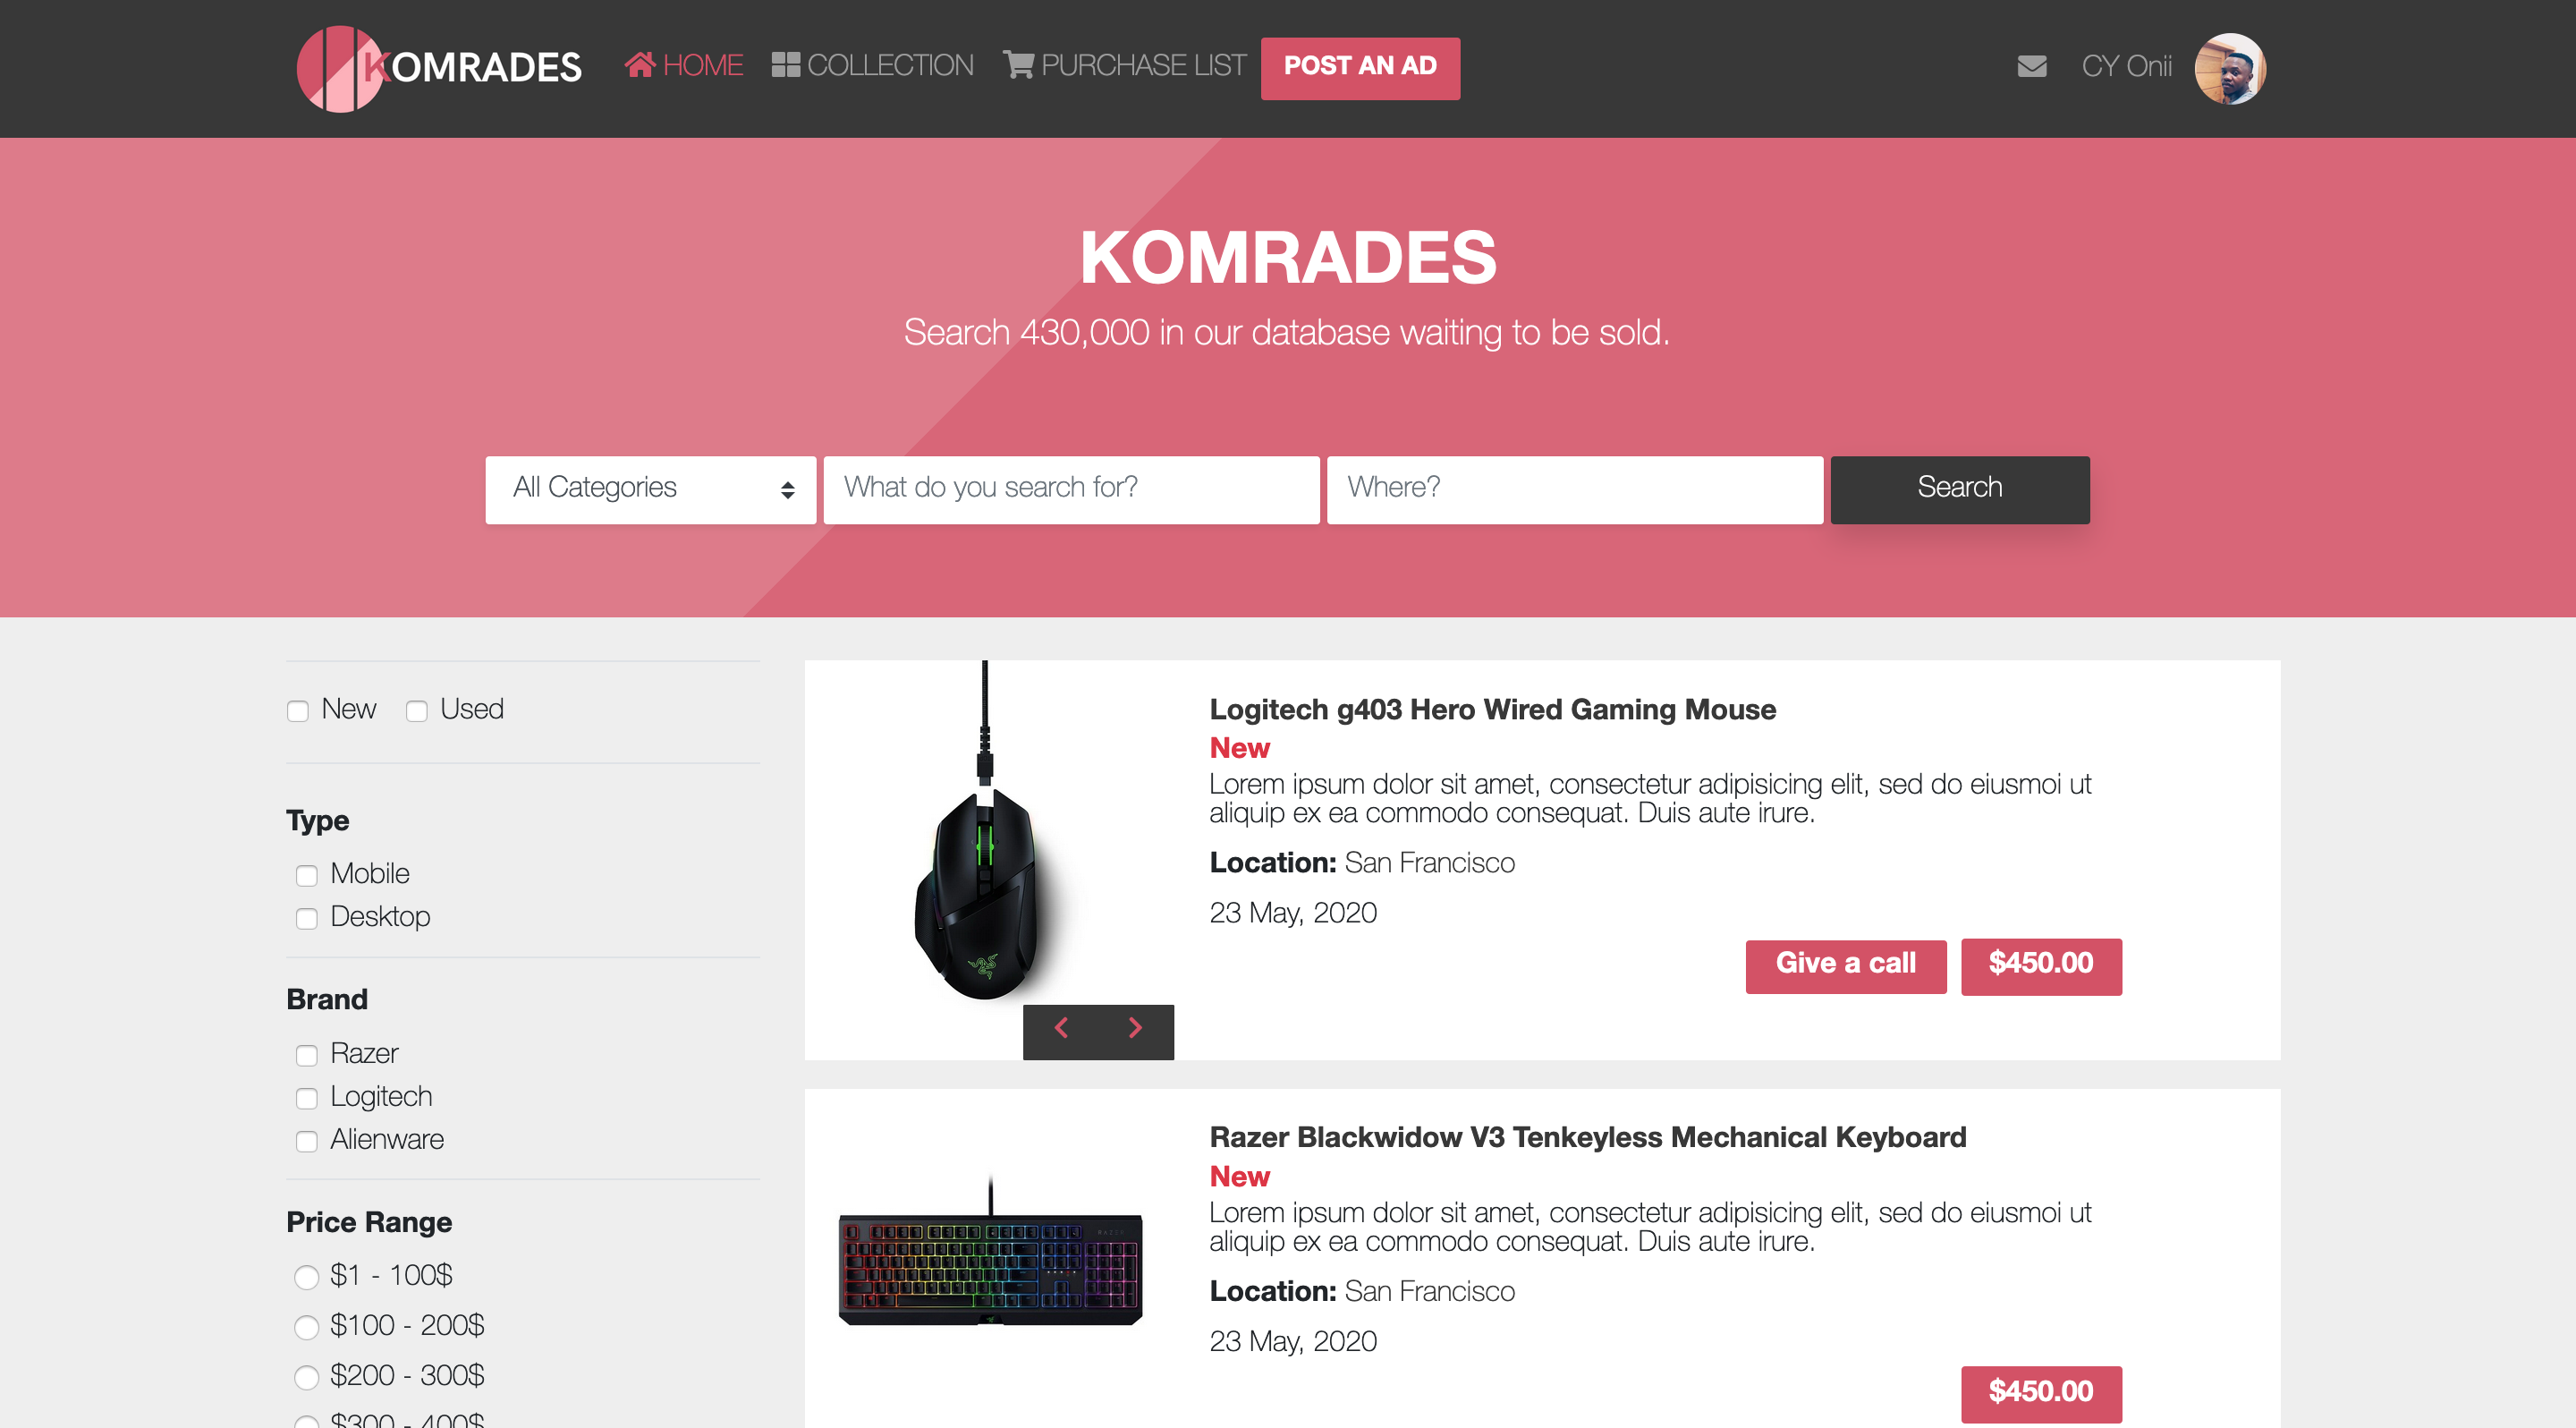 KOMRADES
HOME
COLLECTION
PURCHASE LIST
POST AN AD
CY Onii
KOMRADES
Search 430,000 in our database waiting to be sold.
All Categories
What do you search for?
Where?
Search
New
Used
Type
Mobile
Desktop
Brand
Razer
Logitech
Alienware
Price Range
$1 - 100$
$100 - 200$
$200 - 300$
$300 - 400$
Logitech g403 Hero Wired Gaming Mouse
New
Lorem ipsum dolor sit amet, consectetur adipisicing elit, sed do eiusmoi ut
aliquip ex ea commodo consequat. Duis aute irure.
Location: San Francisco
23 May, 2020
Give a call
$450.00
Razer Blackwidow V3 Tenkeyless Mechanical Keyboard
New
Lorem ipsum dolor sit amet, consectetur adipisicing elit, sed do eiusmoi ut
aliquip ex ea commodo consequat. Duis aute irure.
Location: San Francisco
23 May, 2020
$450.00